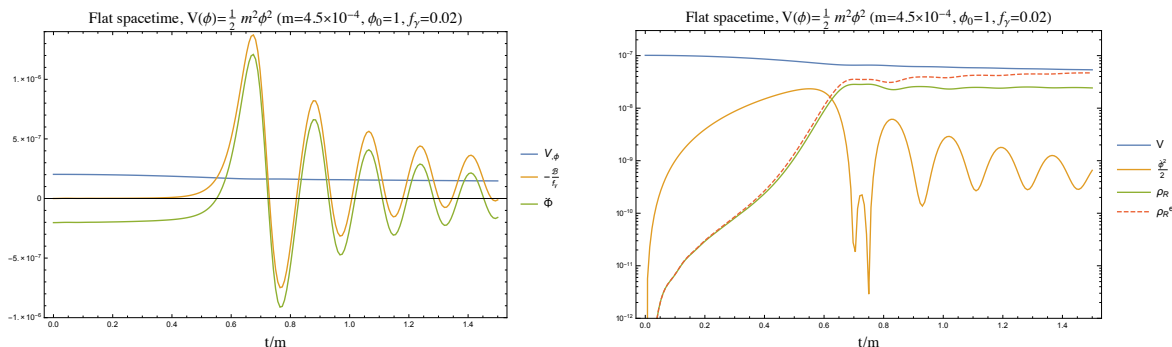 Flat spacetime, V(ϕ)=1/2 m²ϕ² (m=4.5×10⁻⁴, ϕ₀=1, f_γ=0.02)
1.×10⁻⁶
5.×10⁻⁷
0
-5.×10⁻⁷
-1.×10⁻⁶
0.0 0.2 0.4 0.6 0.8 1.0 1.2 1.4
t/m
V,ϕ
-ℬ/f_γ
ϕ̈
Flat spacetime, V(ϕ)=1/2 m²ϕ² (m=4.5×10⁻⁴, ϕ₀=1, f_γ=0.02)
10⁻⁷
10⁻⁸
10⁻⁹
10⁻¹⁰
10⁻¹¹
10⁻¹²
0.0 0.2 0.4 0.6 0.8 1.0 1.2 1.4
t/m
V
ϕ̇²/2
ρ_R
ρ_R^e